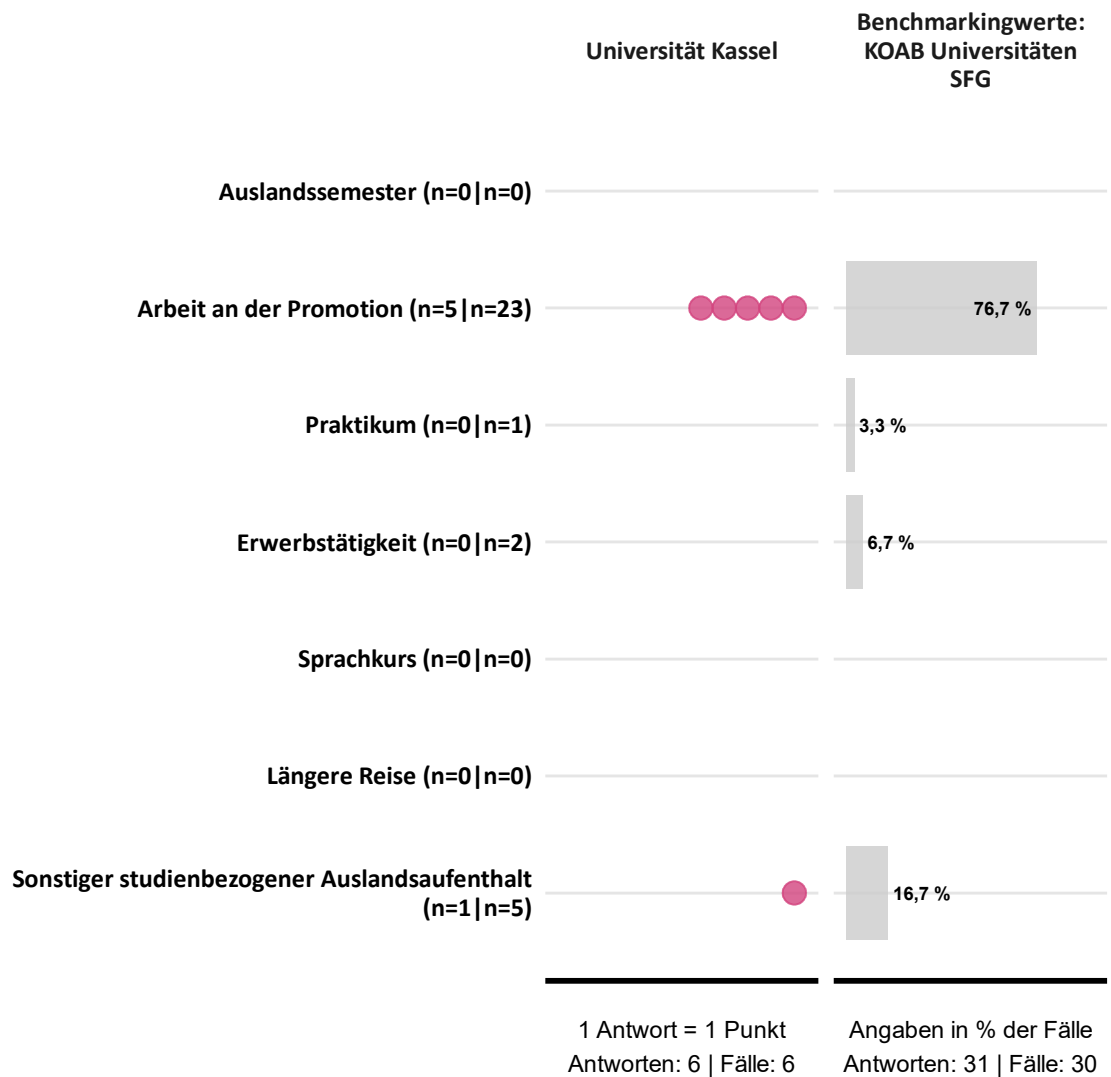 Universität Kassel
Benchmarkingwerte:
KOAB Universitäten
SFG
Auslandssemester (n=0|n=0)
Arbeit an der Promotion (n=5|n=23)
76,7 %
Praktikum (n=0|n=1)
3,3 %
Erwerbstätigkeit (n=0|n=2)
6,7 %
Sprachkurs (n=0|n=0)
Längere Reise (n=0|n=0)
Sonstiger studienbezogener Auslandsaufenthalt
(n=1|n=5)
16,7 %
1 Antwort = 1 Punkt
Antworten: 6 | Fälle: 6
Angaben in % der Fälle
Antworten: 31 | Fälle: 30